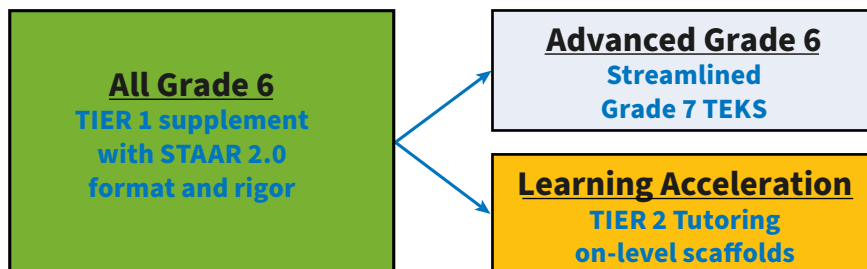 All Grade 6
TIER 1 supplement
with STAAR 2.0
format and rigor
Advanced Grade 6
Streamlined
Grade 7 TEKS
Learning Acceleration
TIER 2 Tutoring
on-level scaffolds